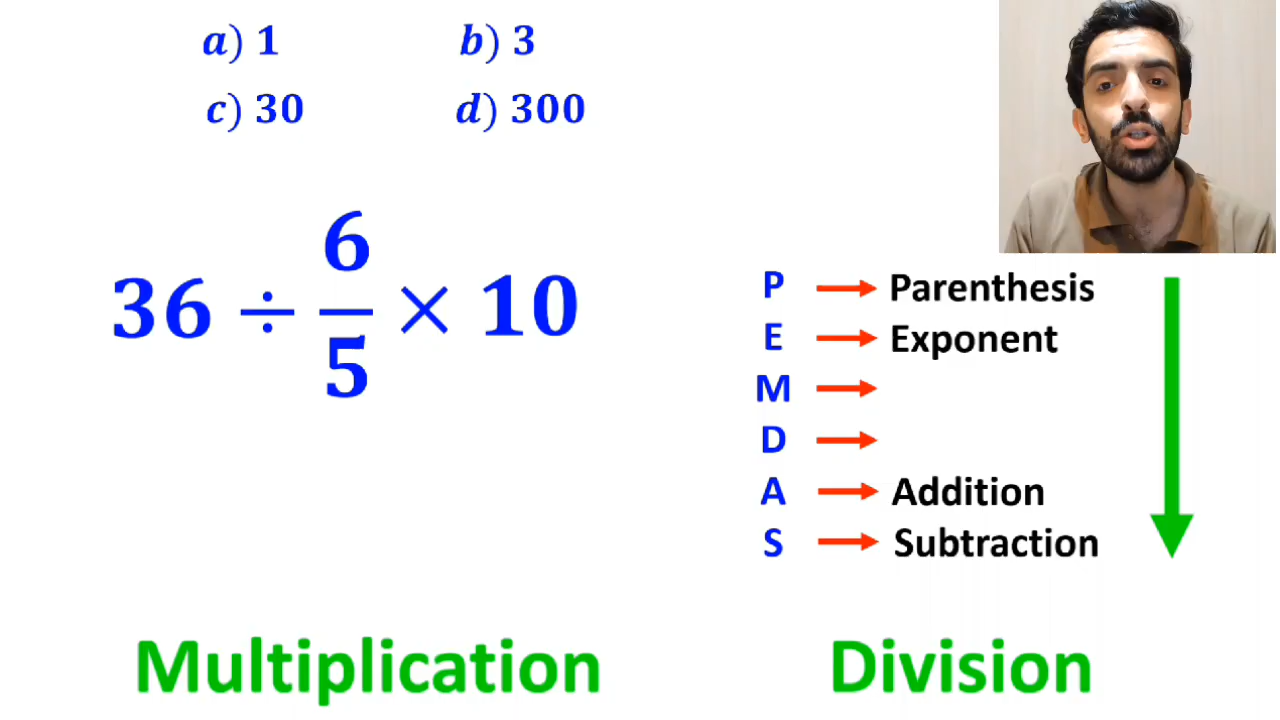 a) 1 b) 3
c) 30 d) 300
36 ÷ 6/5 × 10
P → Parenthesis
E → Exponent
M →
D →
A → Addition
S → Subtraction
Multiplication Division